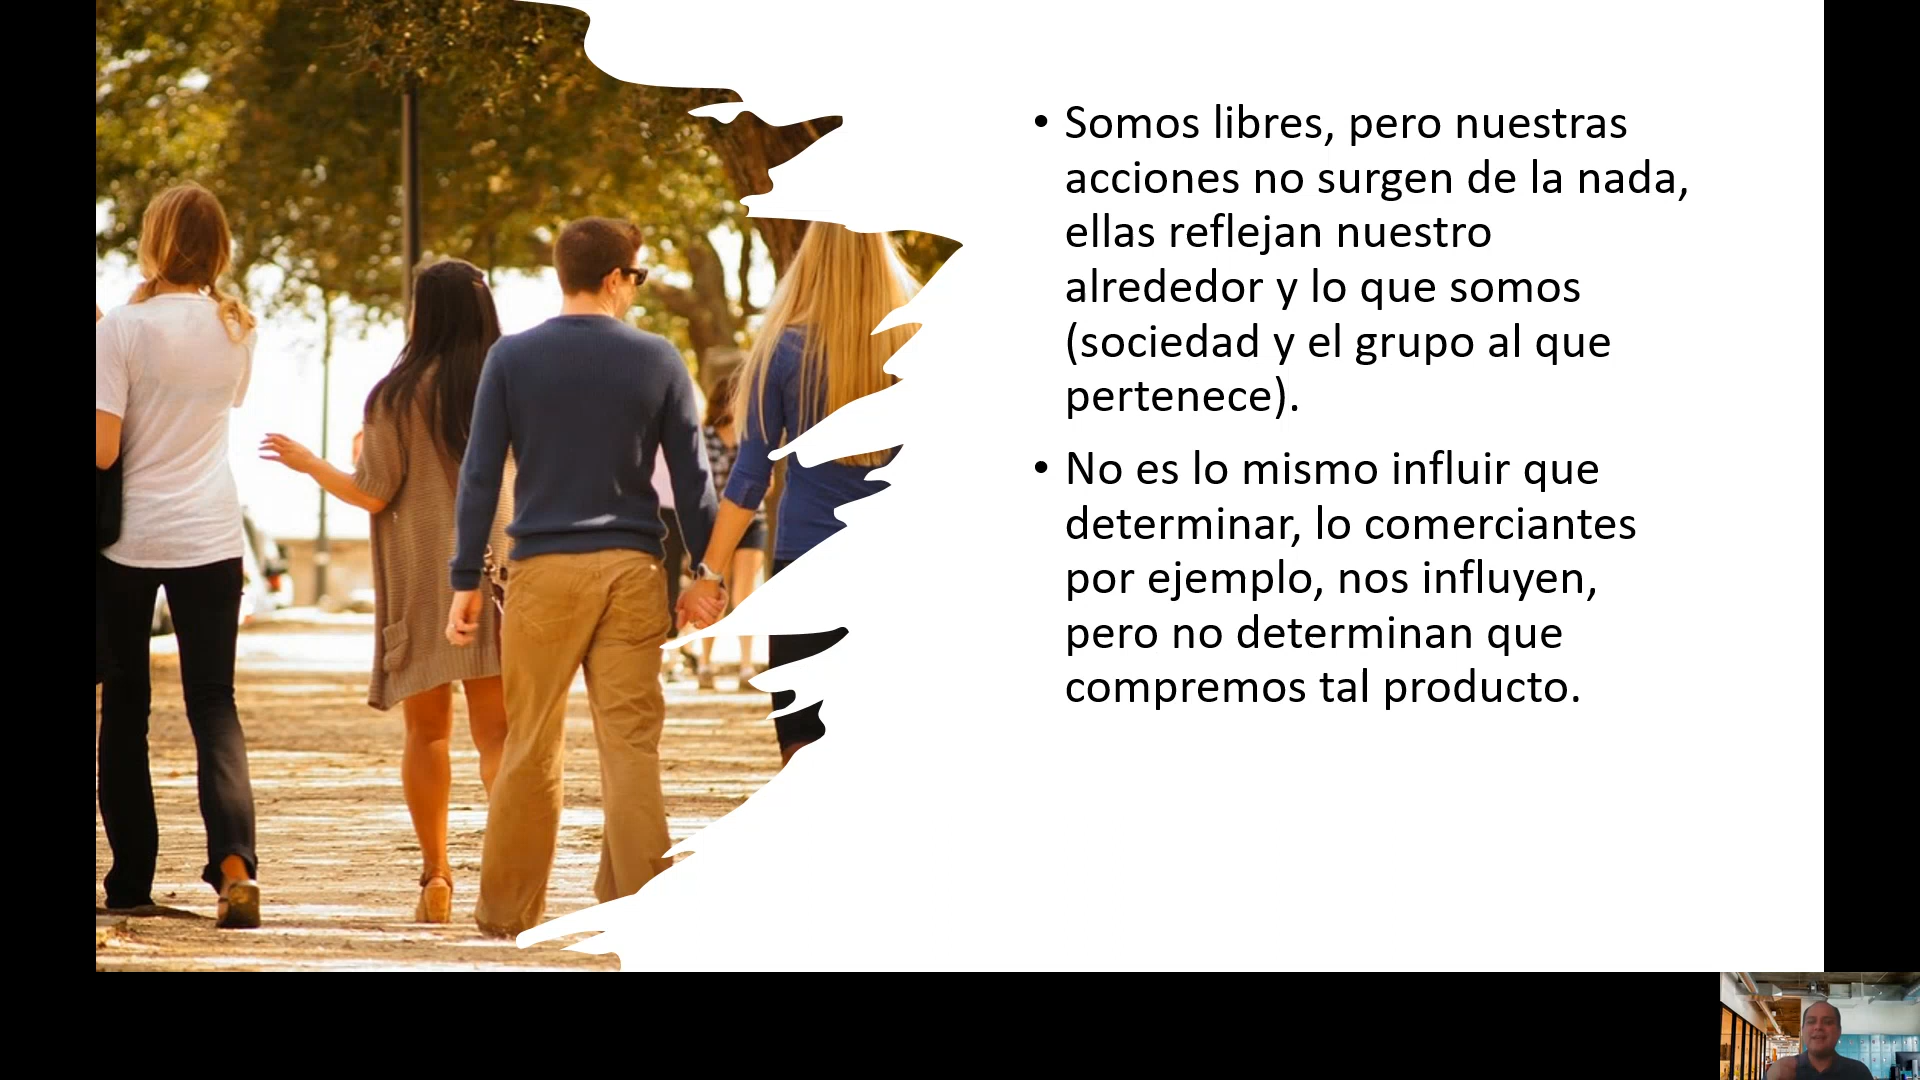 • Somos libres, pero nuestras
acciones no surgen de la nada,
ellas reflejan nuestro
alrededor y lo que somos
(sociedad y el grupo al que
pertenece).
• No es lo mismo influir que
determinar, lo comerciantes
por ejemplo, nos influyen,
pero no determinan que
compremos tal producto.